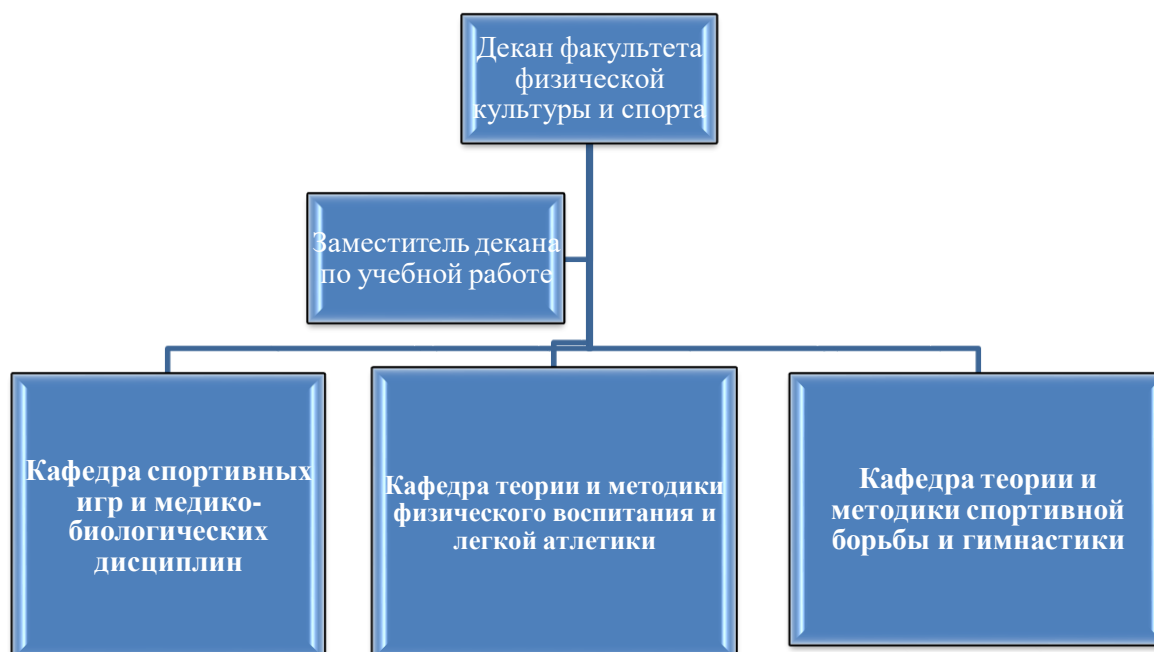 Декан факультета
физической
культуры и спорта
Заместитель декана
по учебной работе
Кафедра спортивных
игр и медико-
биологических
дисциплин
Кафедра теории и методики
физического воспитания и
легкой атлетики
Кафедра теории и
методики спортивной
борьбы и гимнастики